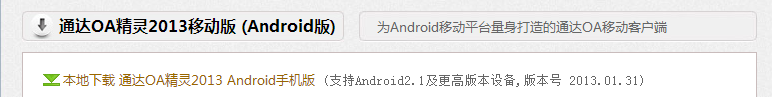 通达OA精灵2013移动版 (Android版)
为Android移动平台量身打造的通达OA移动客户端
本地下载 通达OA精灵2013 Android手机版 (支持Android2.1及更高版本设备,版本号 2013.01.31)